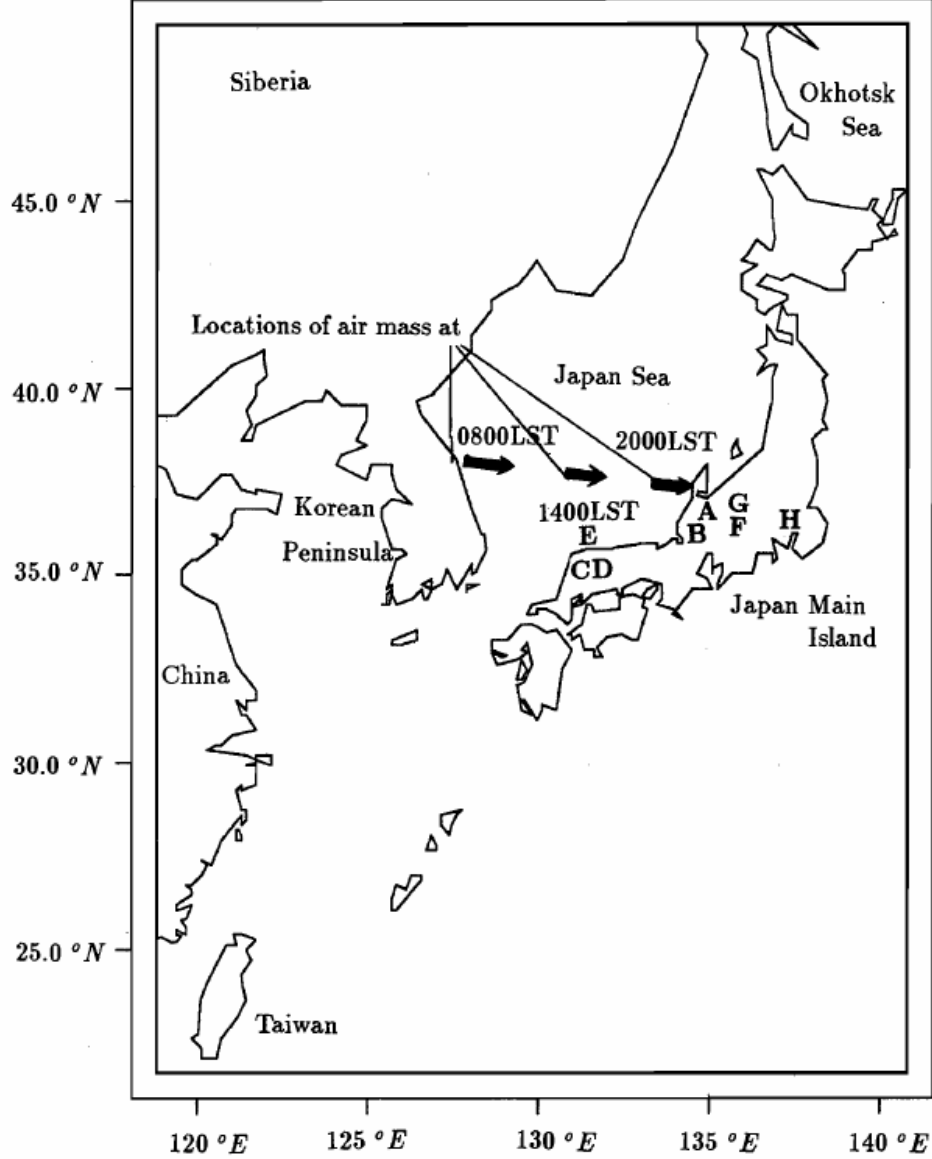 Siberia
Okhotsk
Sea
45.0 °N
Locations of air mass at
40.0 °N
Japan Sea
0800LST
2000LST
Korean
1400LST
A
G
F
H
B
E
Peninsula
35.0 °N
CD
Japan Main
Island
China
30.0 °N
25.0 °N
Taiwan
120 °E
125 °E
130 °E
135 °E
140 °E